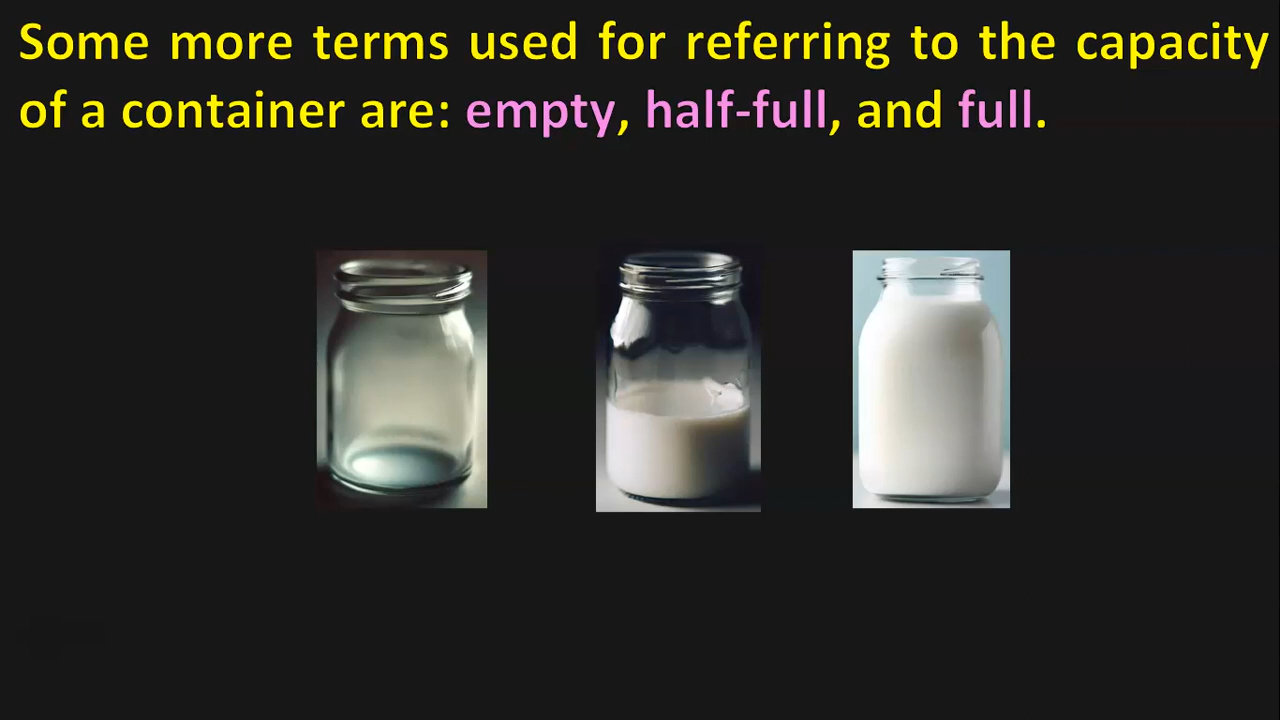 Some more terms used for referring to the capacity
of a container are: empty, half-full, and full.